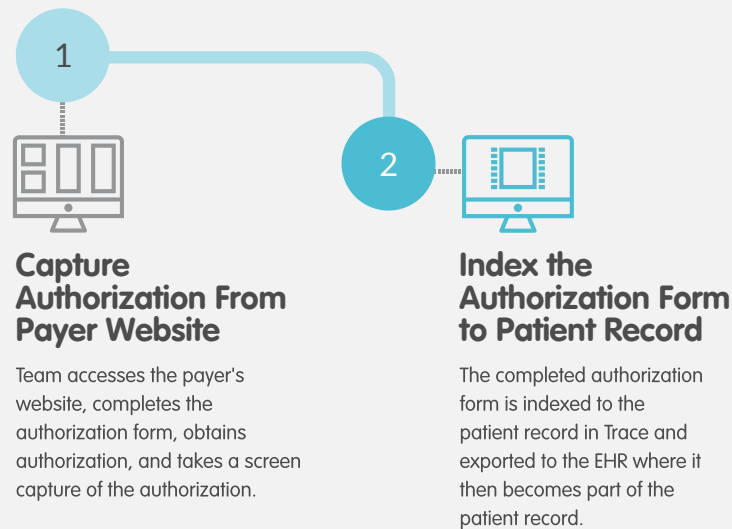 1
2
Capture
Authorization From
Payer Website
Team accesses the payer's
website, completes the
authorization form, obtains
authorization, and takes a screen
capture of the authorization.
Index the
Authorization Form
to Patient Record
The completed authorization
form is indexed to the
patient record in Trace and
exported to the EHR where it
then becomes part of the
patient record.